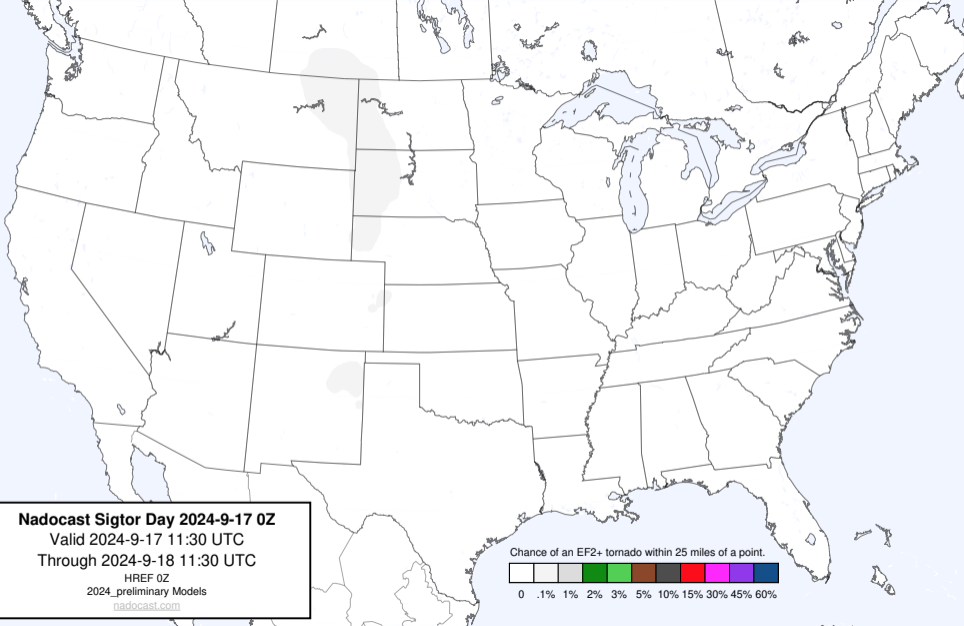 Nadocast Sigtor Day 2024-9-17 0Z
Valid 2024-9-17 11:30 UTC
Through 2024-9-18 11:30 UTC
HREF 0Z
2024_preliminary Models
nadocast.com
Chance of an EF2+ tornado within 25 miles of a point.
0 .1% 1% 2% 3% 5% 10% 15% 30% 45% 60%